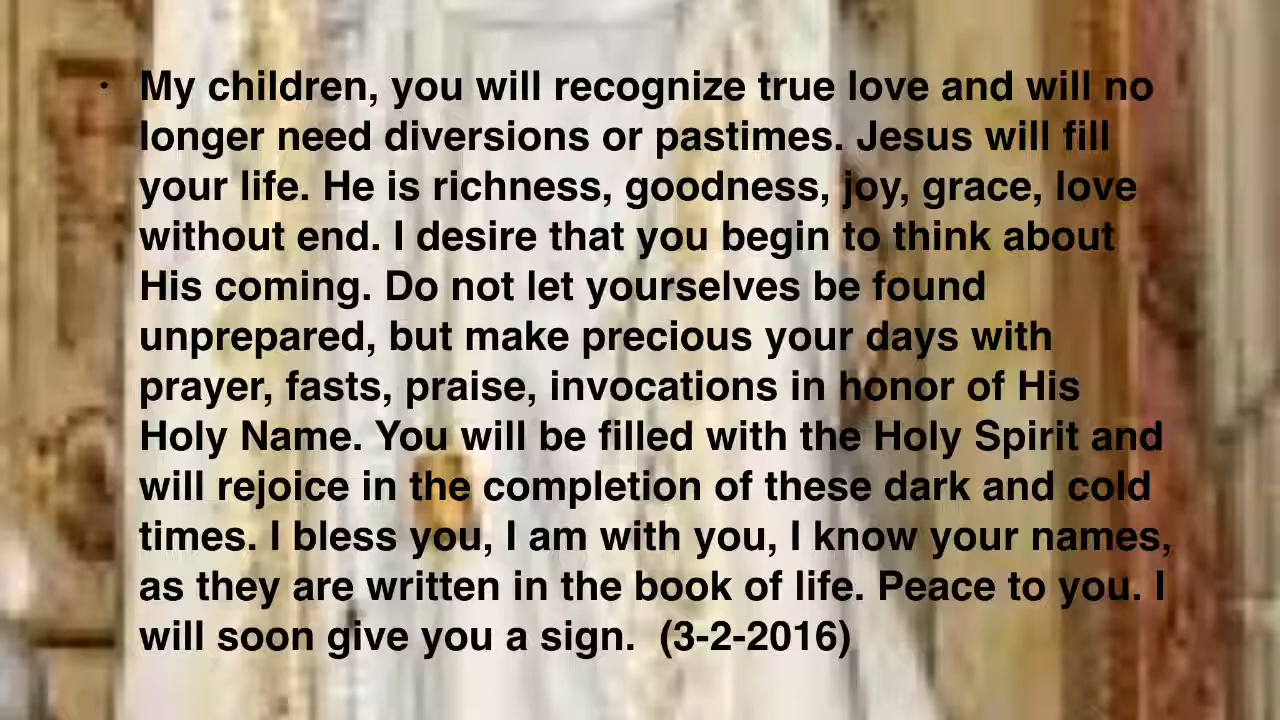 • My children, you will recognize true love and will no
longer need diversions or pastimes. Jesus will fill
your life. He is richness, goodness, joy, grace, love
without end. I desire that you begin to think about
His coming. Do not let yourselves be found
unprepared, but make precious your days with
prayer, fasts, praise, invocations in honor of His
Holy Name. You will be filled with the Holy Spirit and
will rejoice in the completion of these dark and cold
times. I bless you, I am with you, I know your names,
as they are written in the book of life. Peace to you. I
will soon give you a sign.  (3-2-2016)